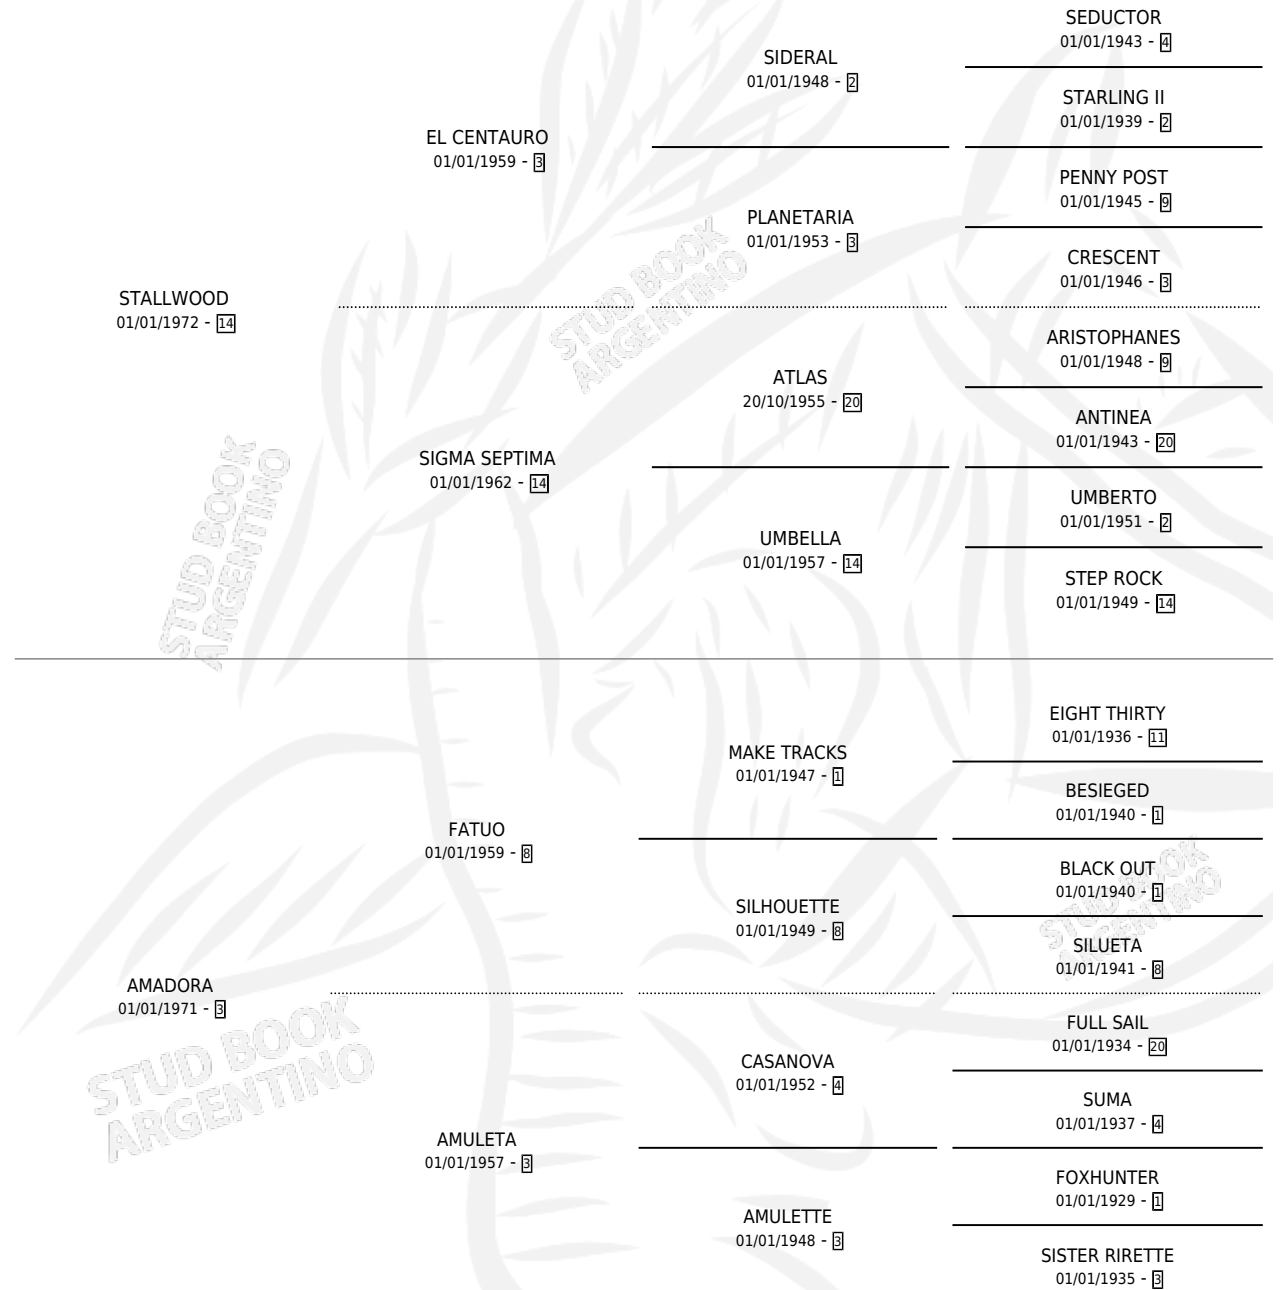 SEDUCTOR
01/01/1943 - 4
SIDERAL
01/01/1948 - 2
STARLING II
01/01/1939 - 2
EL CENTAURO
01/01/1959 - 3
PENNY POST
01/01/1945 - 9
PLANETARIA
01/01/1953 - 3
CRESCENT
01/01/1946 - 3
STALLWOOD
01/01/1972 - 14
STUD BOOK
ARGENTINO
ARISTOPHANES
01/01/1948 - 9
ATLAS
20/10/1955 - 20
ANTINEA
01/01/1943 - 20
SIGMA SEPTIMA
01/01/1962 - 14
UMBERTO
01/01/1951 - 2
UMBELLA
01/01/1957 - 14
STEP ROCK
01/01/1949 - 14
STUD BOOK
ARGENTINO
EIGHT THIRTY
01/01/1936 - 11
MAKE TRACKS
01/01/1947 - 1
BESIEGED
01/01/1940 - 1
FATUO
01/01/1959 - 8
BLACK OUT
01/01/1940 - 1
SILHOUETTE
01/01/1949 - 8
STUD BOOK
ARGENTINO
SILUETA
01/01/1941 - 8
AMADORA
01/01/1971 - 3
STUD BOOK
ARGENTINO
FULL SAIL
01/01/1934 - 20
CASANOVA
01/01/1952 - 4
SUMA
01/01/1937 - 4
AMULETA
01/01/1957 - 3
FOXHUNTER
01/01/1929 - 1
AMULETTE
01/01/1948 - 3
SISTER RIRETTE
01/01/1935 - 3